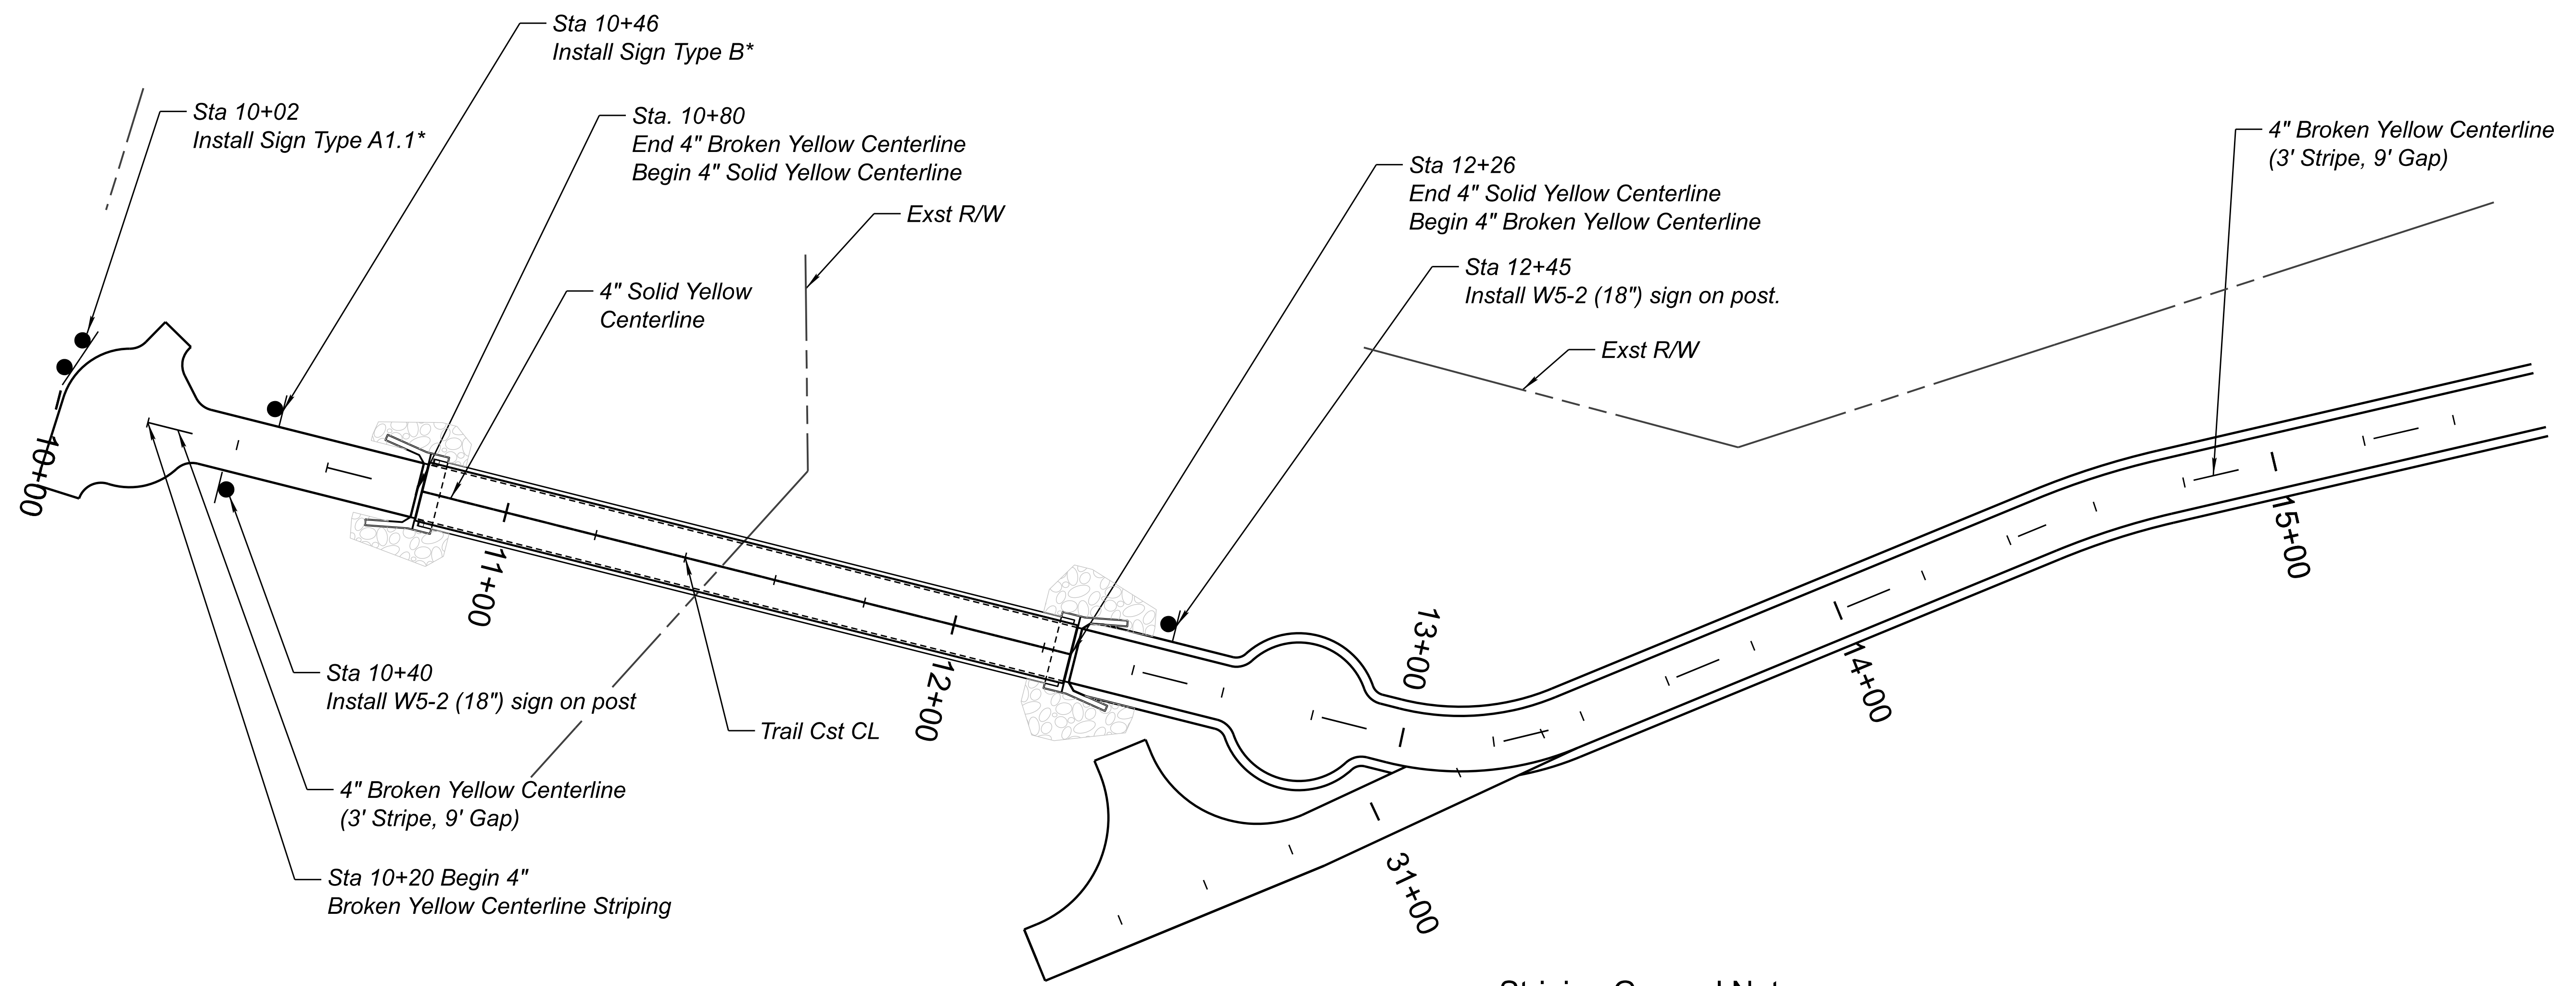 Sta 10+46
Install Sign Type B*
Sta 10+02
Install Sign Type A1.1*
Sta. 10+80
End 4" Broken Yellow Centerline
Begin 4" Solid Yellow Centerline
Exst R/W
4" Solid Yellow
Centerline
Sta 12+26
End 4" Solid Yellow Centerline
Begin 4" Broken Yellow Centerline
Sta 12+45
Install W5-2 (18") sign on post.
Exst R/W
4" Broken Yellow Centerline
(3' Stripe, 9' Gap)
10+00
11+00
12+00
13+00
14+00
15+00
31+00
Sta 10+40
Install W5-2 (18") sign on post
Trail Cst CL
4" Broken Yellow Centerline
(3' Stripe, 9' Gap)
Sta 10+20 Begin 4"
Broken Yellow Centerline Striping